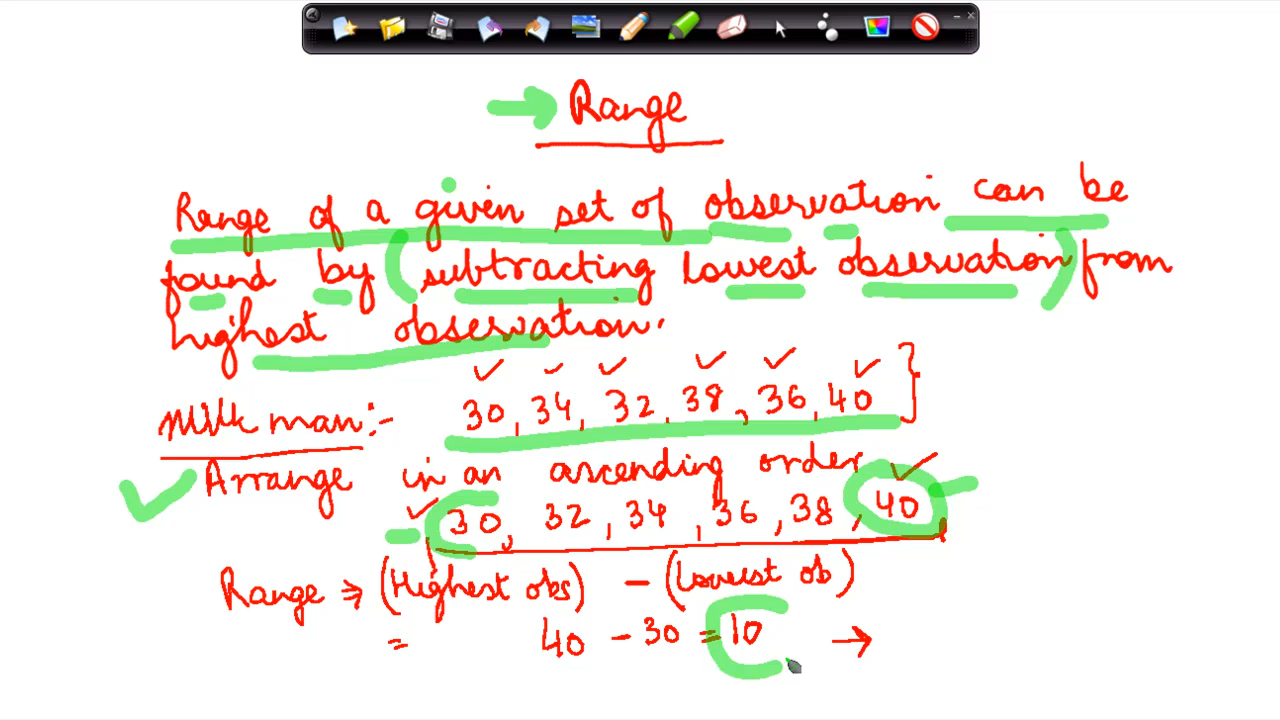 Range
Range of a given set of observation can be
found by (subtracting lowest observation) from
highest observation.
Milk man:- 30, 34, 32, 38, 36, 40}
Arrange in an ascending order
30, 32, 34, 36, 38, 40
Range ⇒ (Highest obs) - (Lowest ob)
= 40 - 30 = 10 →